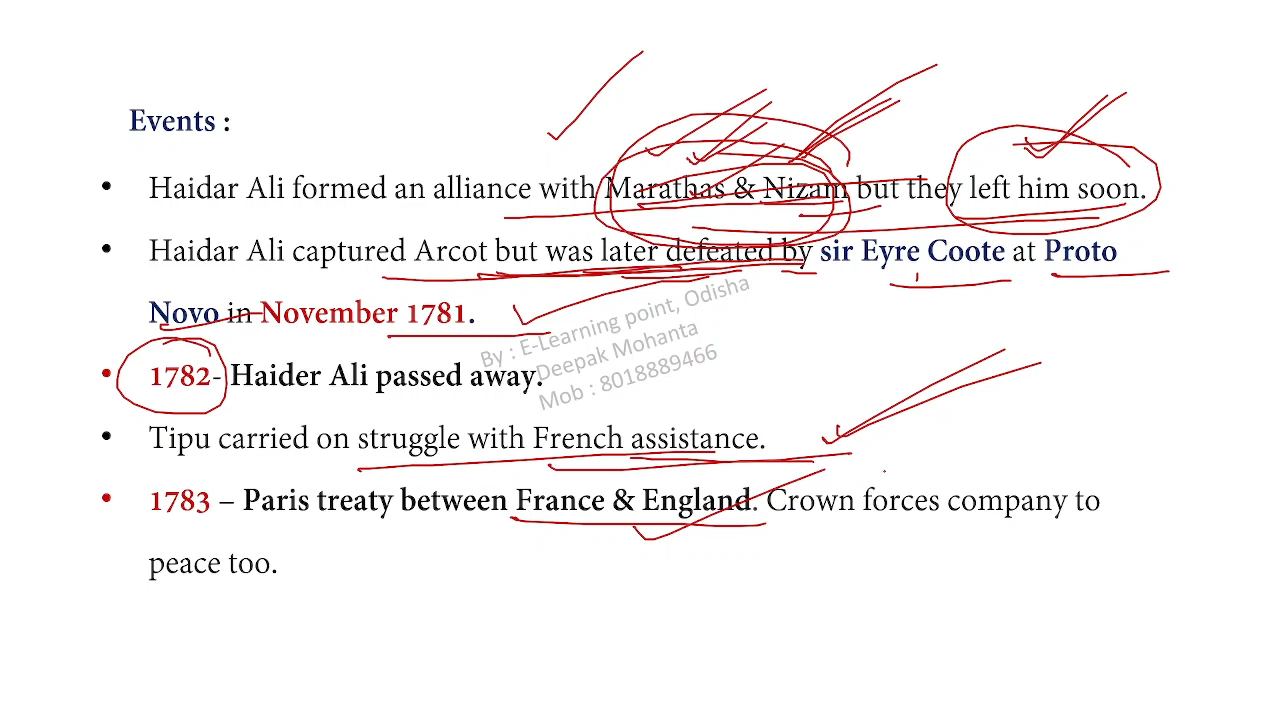 Events :
• Haidar Ali formed an alliance with Marathas & Nizam but they left him soon.
• Haidar Ali captured Arcot but was later defeated by sir Eyre Coote at Proto
Novo in November 1781.
• 1782- Haider Ali passed away.
• Tipu carried on struggle with French assistance.
• 1783 – Paris treaty between France & England. Crown forces company to
peace too.
By : E-Learning point, Odisha
Deepak Mohanta
Mob : 8018889466